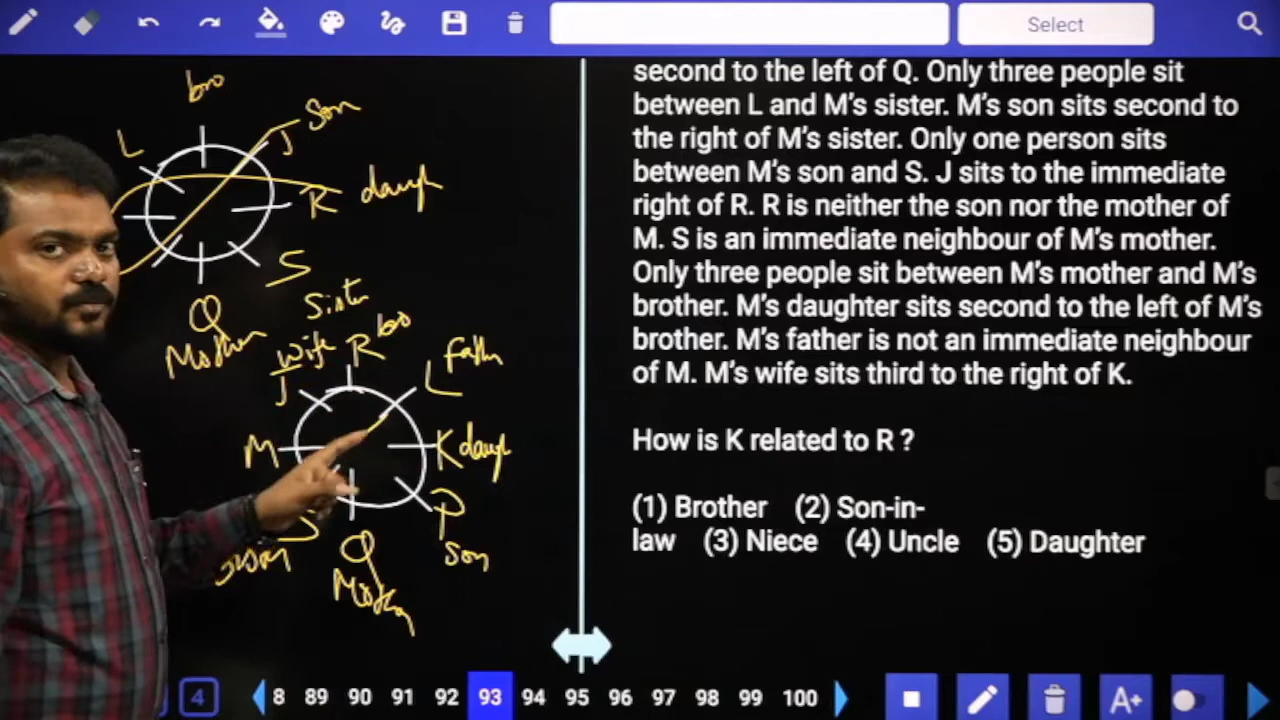 Select
bro
L
Son
J
R daugh
S
Q
Mother
Sister
Wife
J
R bro
L Fath
M
K daugh
P
son
S
Q
Mother
second to the left of Q. Only three people sit
between L and M’s sister. M’s son sits second to
the right of M’s sister. Only one person sits
between M’s son and S. J sits to the immediate
right of R. R is neither the son nor the mother of
M. S is an immediate neighbour of M’s mother.
Only three people sit between M’s mother and M’s
brother. M’s daughter sits second to the left of M’s
brother. M’s father is not an immediate neighbour
of M. M’s wife sits third to the right of K.
How is K related to R ?
(1) Brother (2) Son-in-
law (3) Niece (4) Uncle (5) Daughter
4 8 89 90 91 92 93 94 95 96 97 98 99 100 A+